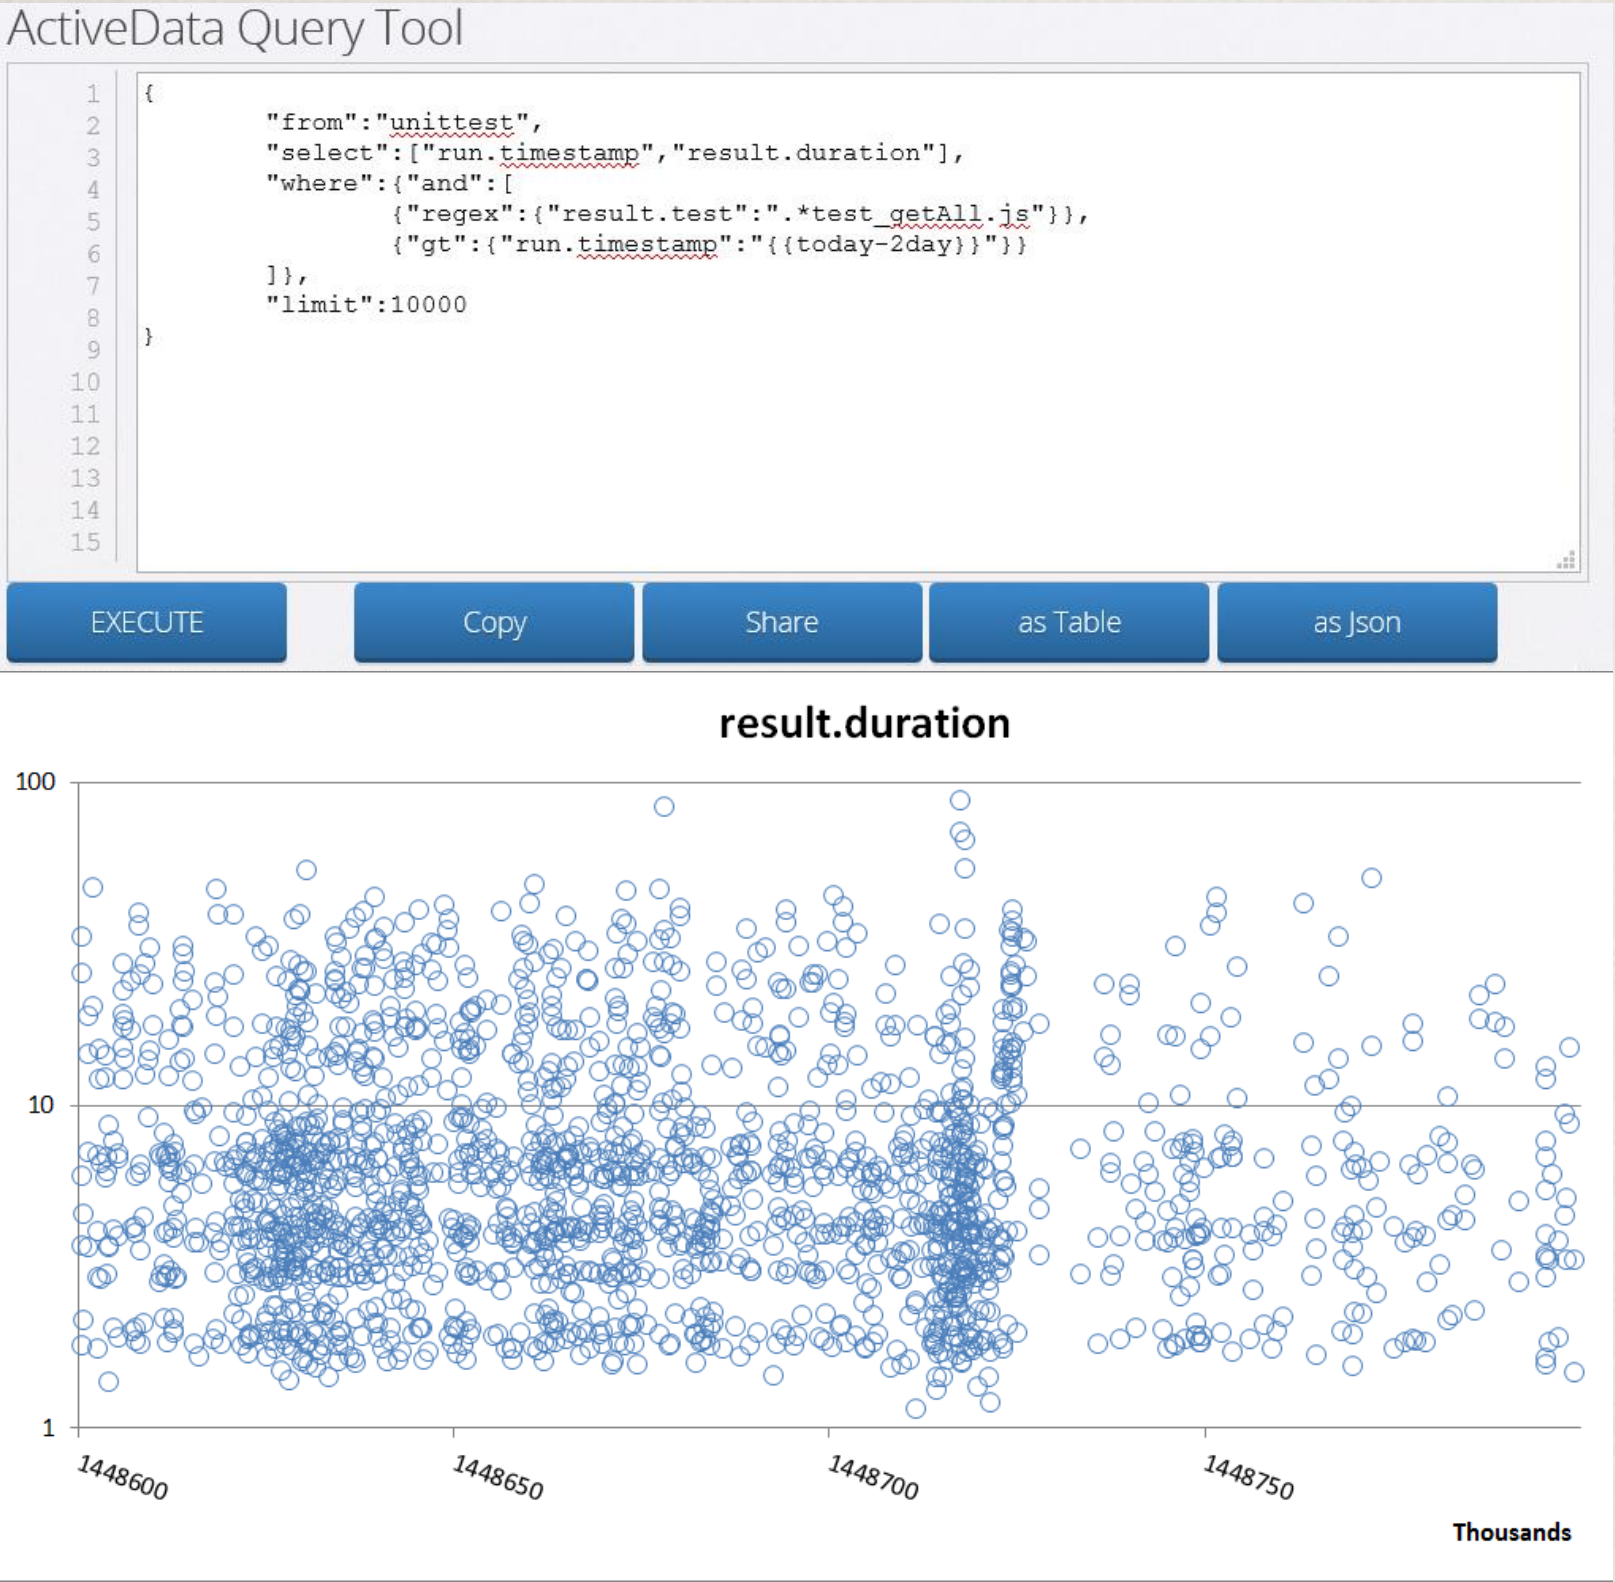 ActiveData Query Tool
1 {
2 "from":"unittest",
3 "select":["run.timestamp","result.duration"],
4 "where":{"and":[
5 {"regex":{"result.test":".*test_getAll.js"}},
6 {"gt":{"run.timestamp":"{{today-2day}}"}}
7 ]},
8 "limit":10000
9 }
10
11
12
13
14
15
EXECUTE Copy Share as Table as Json
result.duration
100
10
1
1448600 1448650 1448700 1448750
Thousands